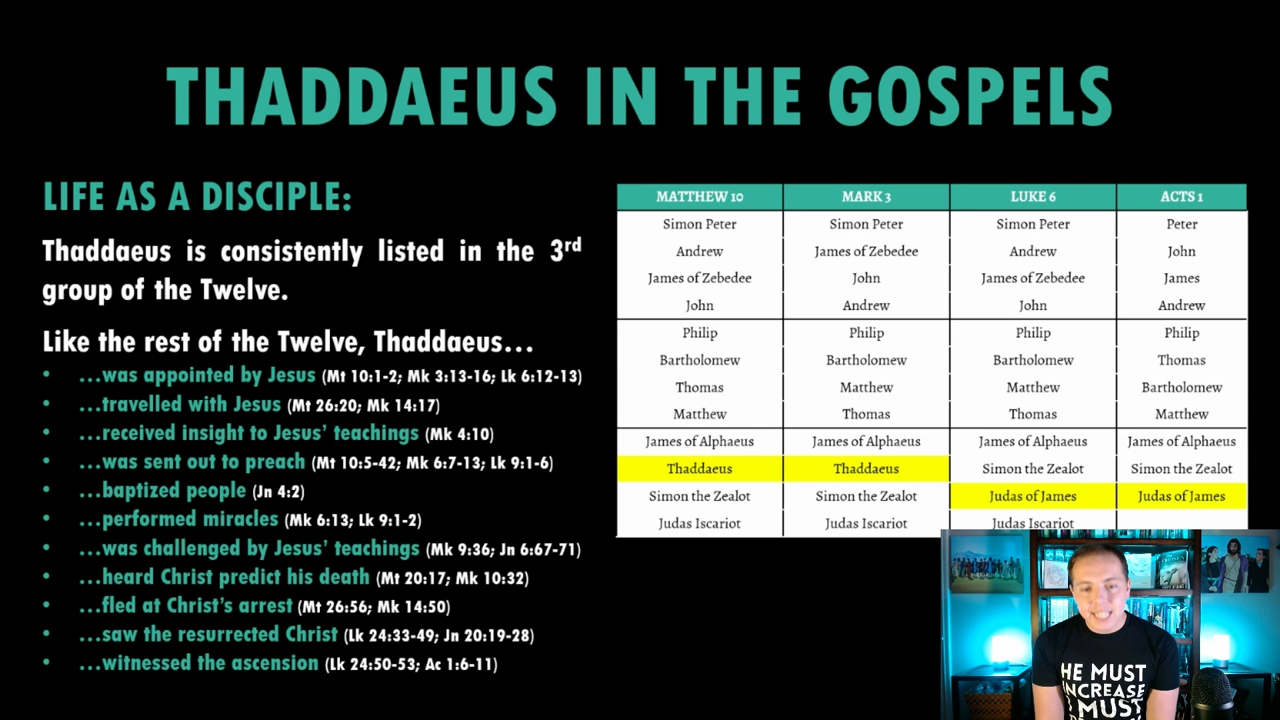 THADDAEUS IN THE GOSPELS
LIFE AS A DISCIPLE:
Thaddaeus is consistently listed in the 3rd
group of the Twelve.
Like the rest of the Twelve, Thaddaeus...
• ...was appointed by Jesus (Mt 10:1-2; Mk 3:13-16; Lk 6:12-13)
• ...travelled with Jesus (Mt 26:20; Mk 14:17)
• ...received insight to Jesus' teachings (Mk 4:10)
• ...was sent out to preach (Mt 10:5-42; Mk 6:7-13; Lk 9:1-6)
• ...baptized people (Jn 4:2)
• ...performed miracles (Mk 6:13; Lk 9:1-2)
• ...was challenged by Jesus' teachings (Mk 9:36; Jn 6:67-71)
• ...heard Christ predict his death (Mt 20:17; Mk 10:32)
• ...fled at Christ's arrest (Mt 26:56; Mk 14:50)
• ...saw the resurrected Christ (Lk 24:33-49; Jn 20:19-28)
• ...witnessed the ascension (Lk 24:50-53; Ac 1:6-11)
MATTHEW 10 MARK 3 LUKE 6 ACTS 1
Simon Peter Simon Peter Simon Peter Peter
Andrew James of Zebedee Andrew John
James of Zebedee John James of Zebedee James
John Andrew John Andrew
Philip Philip Philip Philip
Bartholomew Bartholomew Bartholomew Thomas
Thomas Matthew Matthew Bartholomew
Matthew Thomas Thomas Matthew
James of Alphaeus James of Alphaeus James of Alphaeus James of Alphaeus
Thaddaeus Thaddaeus Simon the Zealot Simon the Zealot
Simon the Zealot Simon the Zealot Judas of James Judas of James
Judas Iscariot Judas Iscariot Judas Iscariot
HE MUST
INCREASE
I MUST